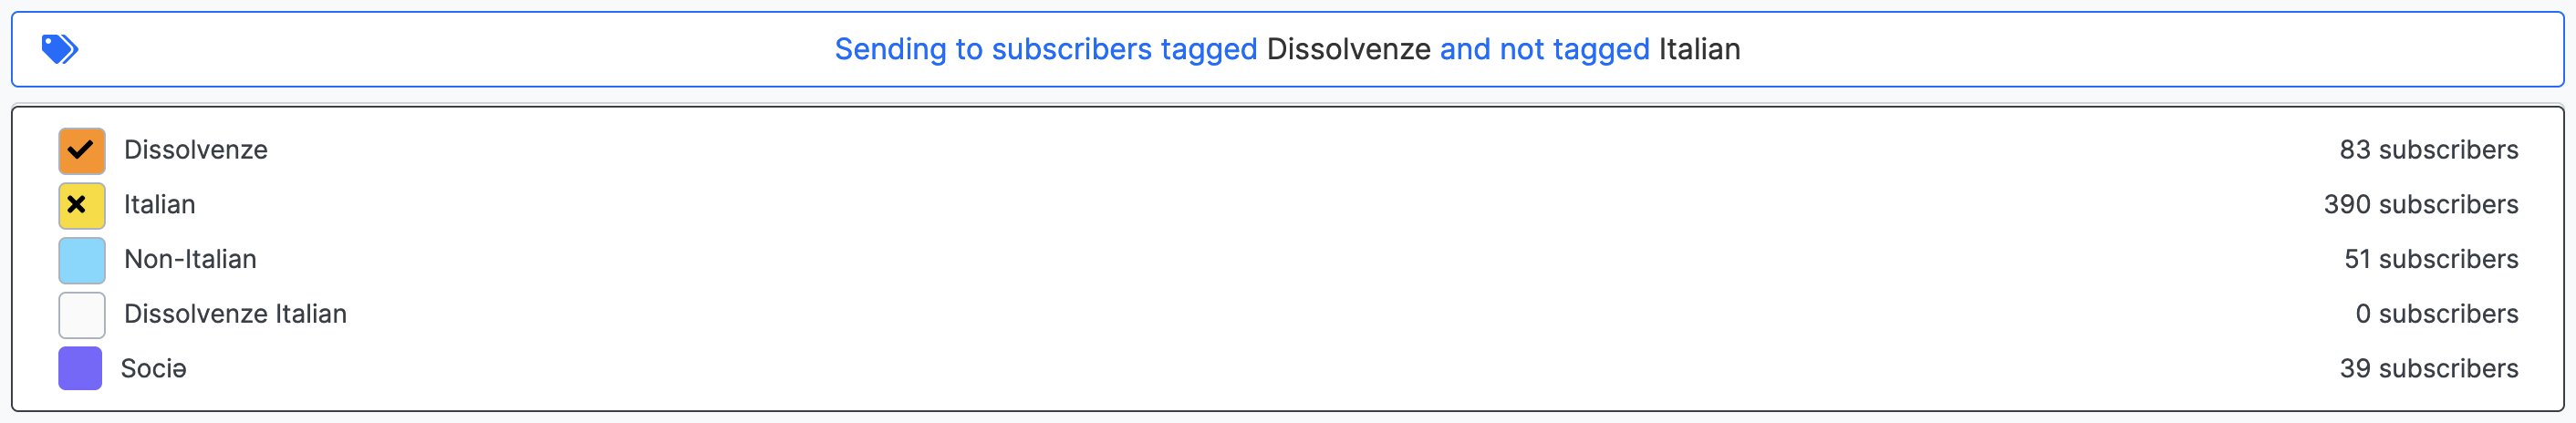 Sending to subscribers tagged Dissolvenze and not tagged Italian
Dissolvenze 83 subscribers
Italian 390 subscribers
Non-Italian 51 subscribers
Dissolvenze Italian 0 subscribers
Sociə 39 subscribers